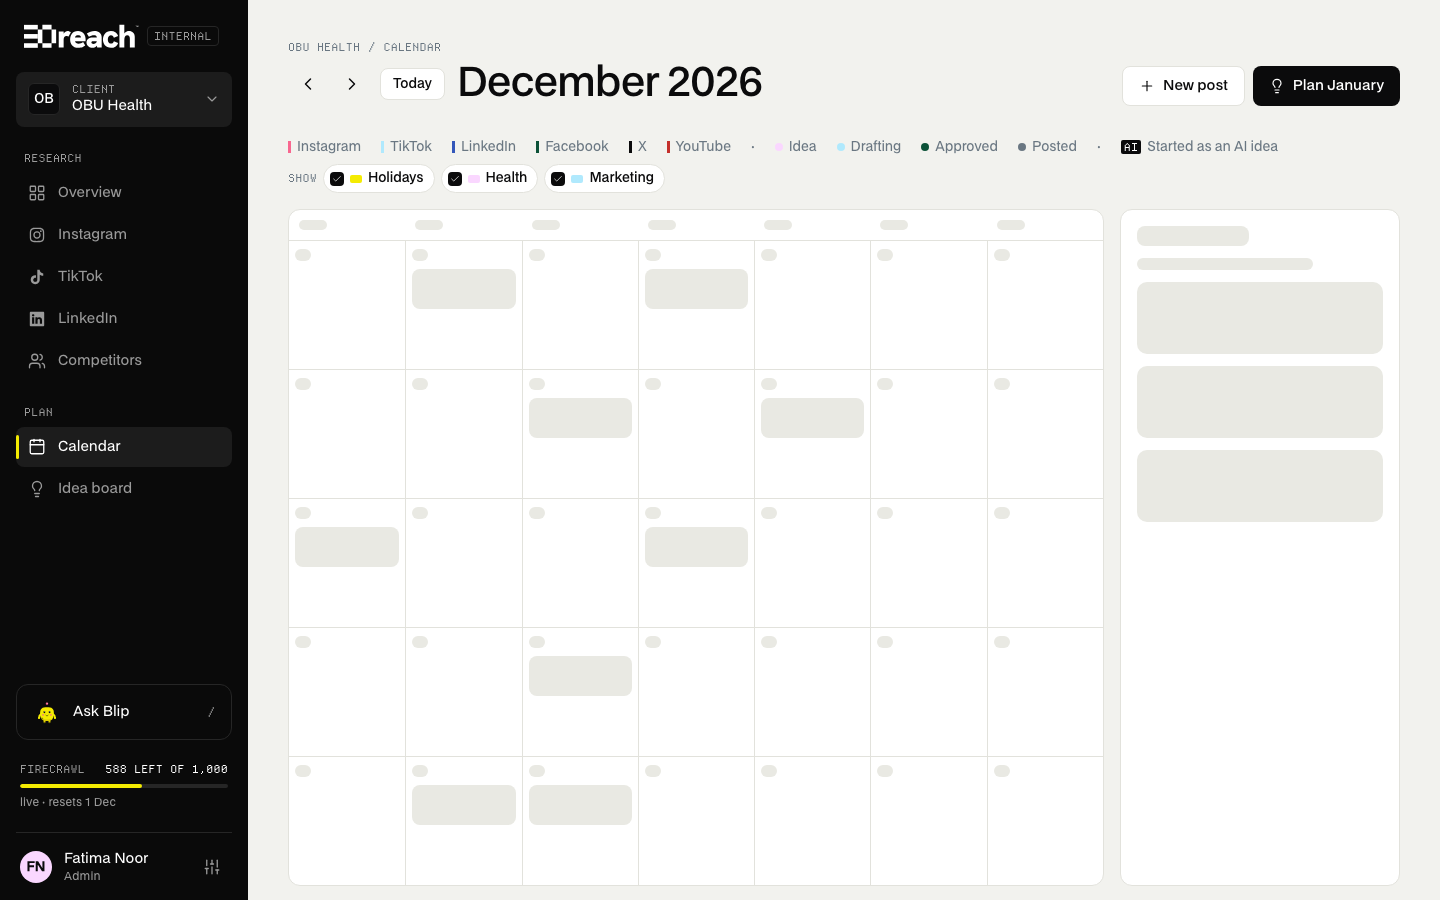 reach INTERNAL
OB
CLIENT
OBU Health
RESEARCH
Overview
Instagram
TikTok
LinkedIn
Competitors
PLAN
Calendar
Idea board
Ask Blip /
FIRECRAWL 588 LEFT OF 1,000
live · resets 1 Dec
FN
Fatima Noor
Admin
OBU HEALTH / CALENDAR
Today December 2026
New post
Plan January
Instagram TikTok LinkedIn Facebook X YouTube · Idea Drafting Approved Posted · AI Started as an AI idea
SHOW Holidays Health Marketing